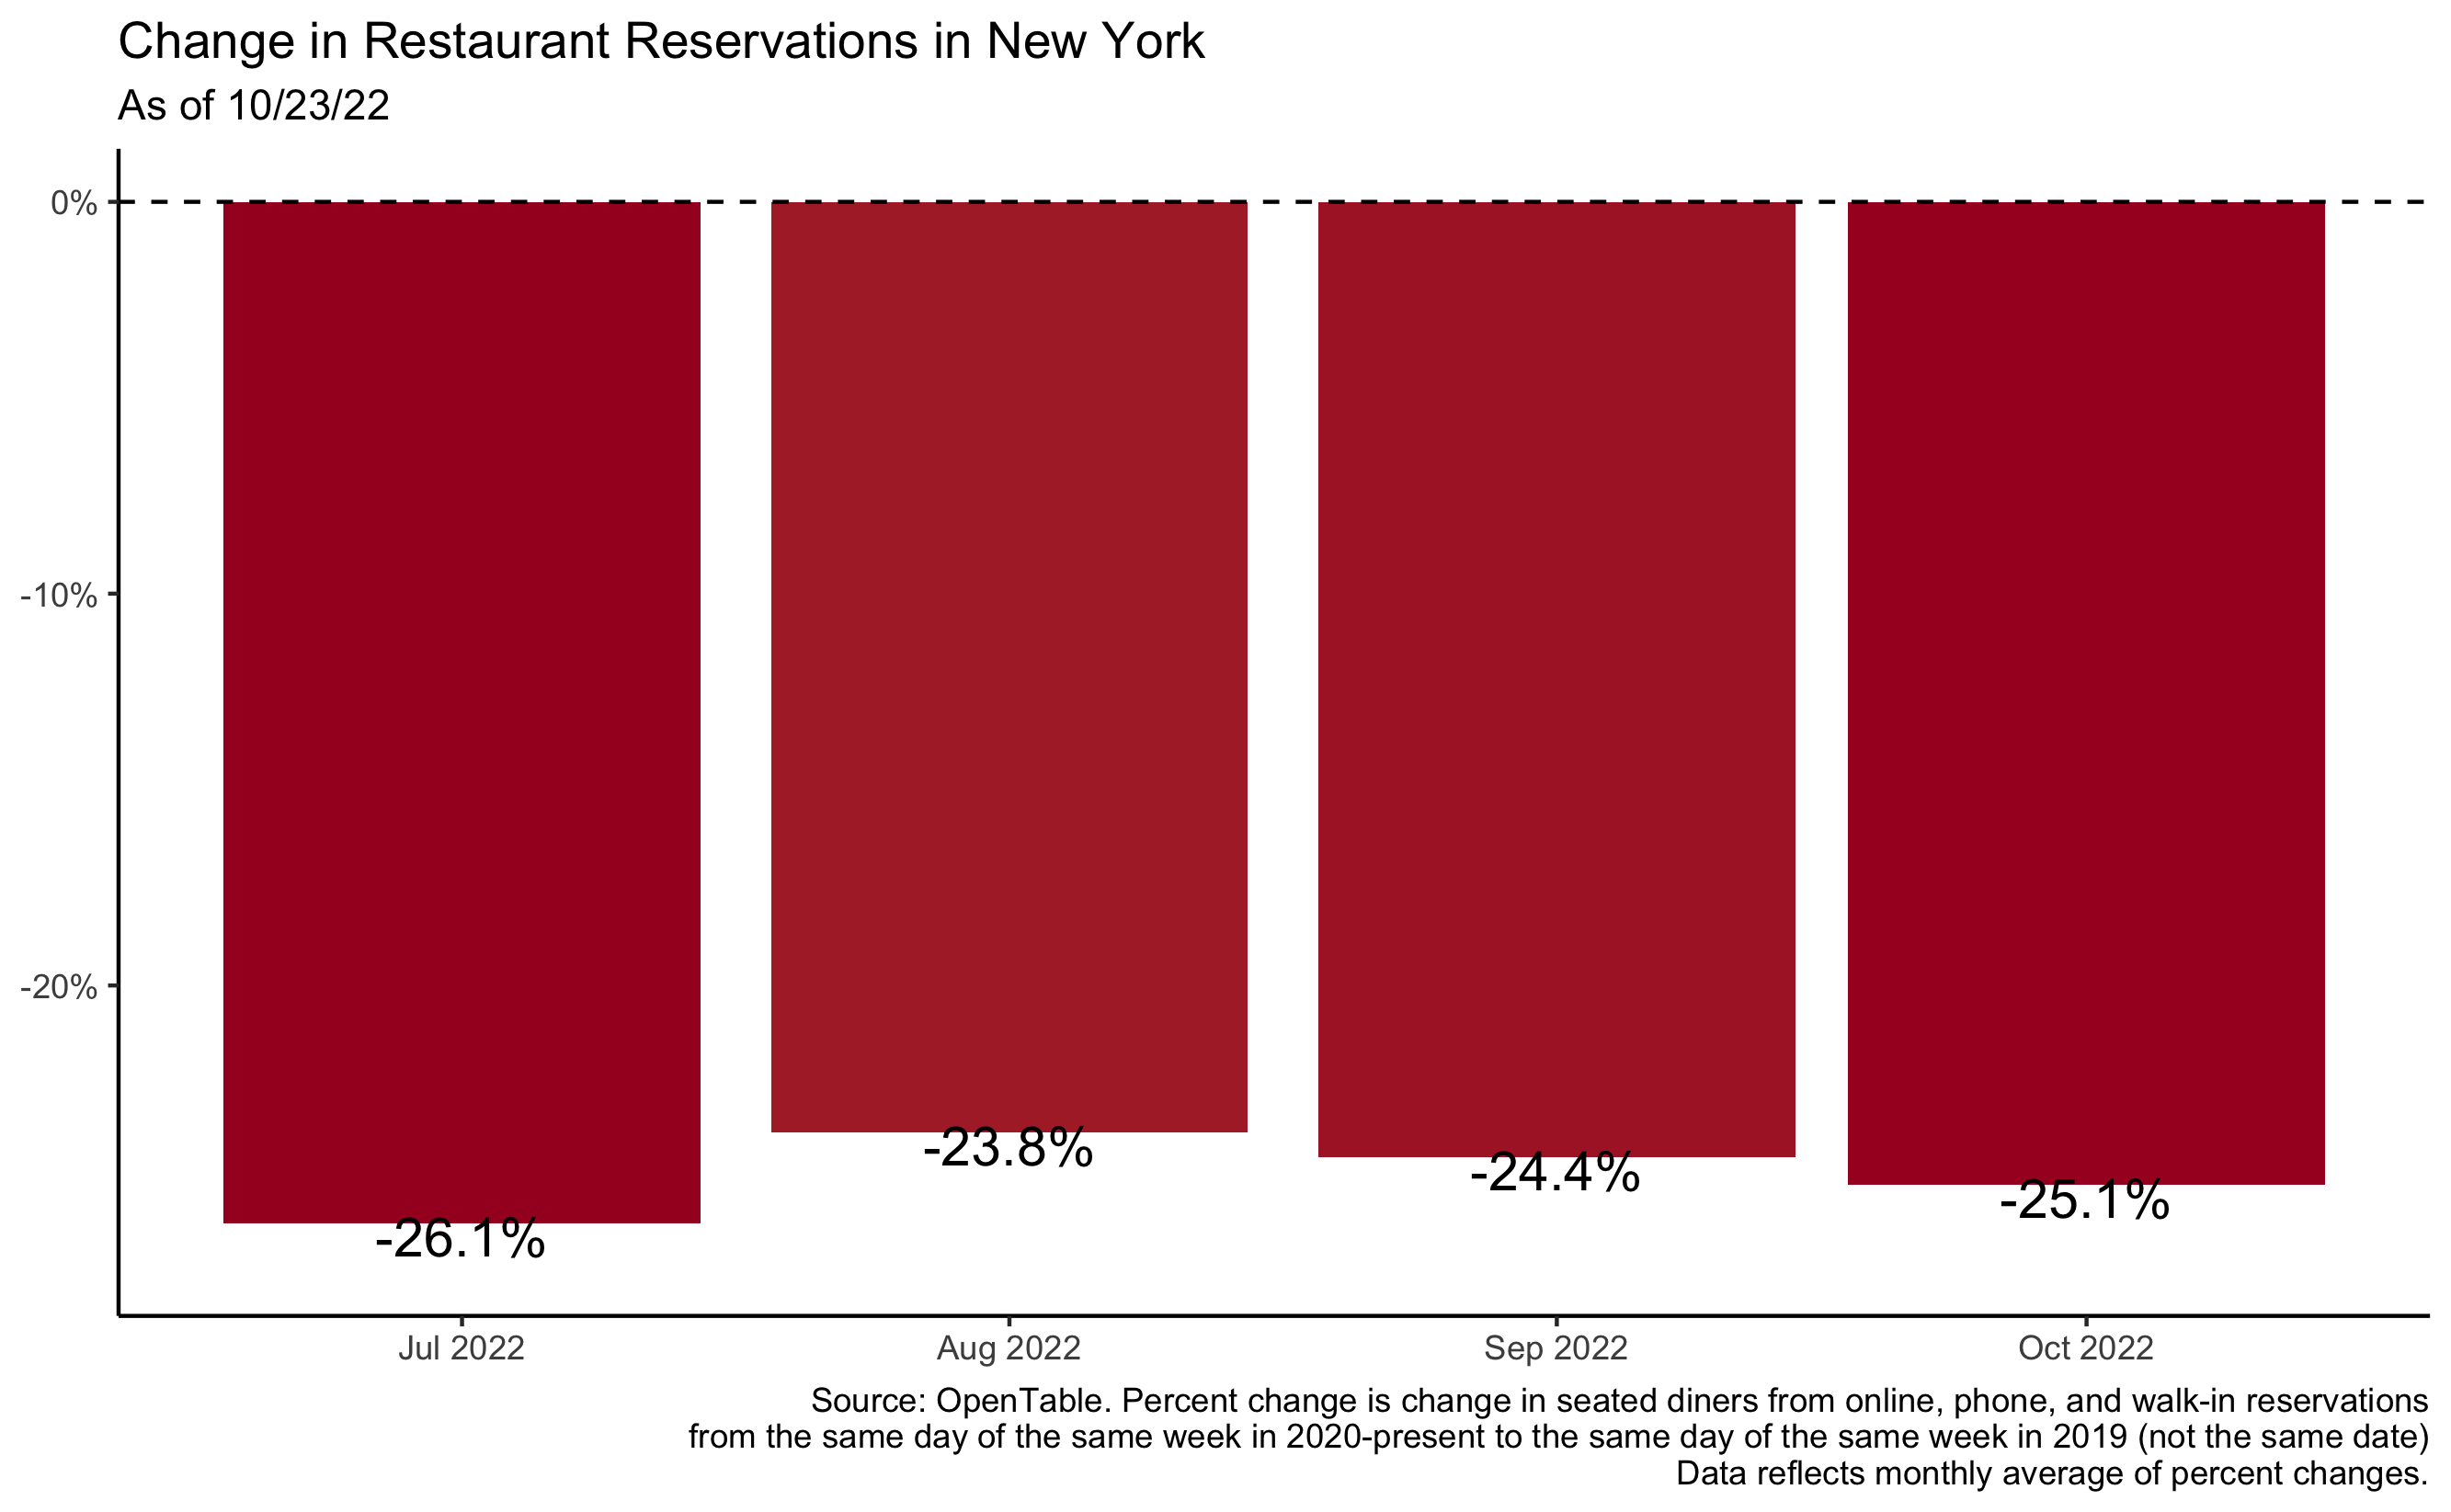 Change in Restaurant Reservations in New York
As of 10/23/22
0%
-10%
-20%
-26.1%
-23.8%
-24.4%
-25.1%
Jul 2022
Aug 2022
Sep 2022
Oct 2022
Source: OpenTable. Percent change is change in seated diners from online, phone, and walk-in reservations
from the same day of the same week in 2020-present to the same day of the same week in 2019 (not the same date)
Data reflects monthly average of percent changes.